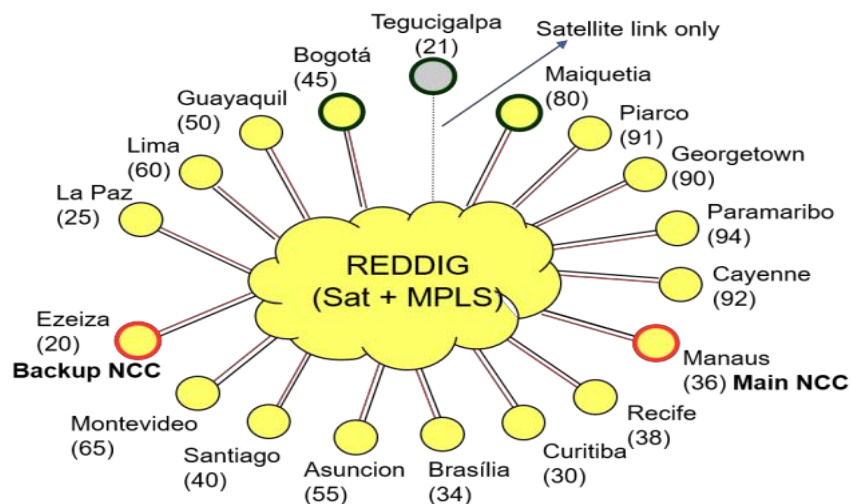 Tegucigalpa
(21)
Satellite link only
Bogotá
(45)
Maiquetia
(80)
Guayaquil
(50)
Piarco
(91)
Lima
(60)
Georgetown
(90)
La Paz
(25)
Paramaribo
(94)
REDDIG
(Sat + MPLS)
Cayenne
(92)
Ezeiza
(20)
Backup NCC
Manaus
(36) Main NCC
Montevideo
(65)
Recife
(38)
Santiago
(40)
Asuncion
(55)
Brasília
(34)
Curitiba
(30)